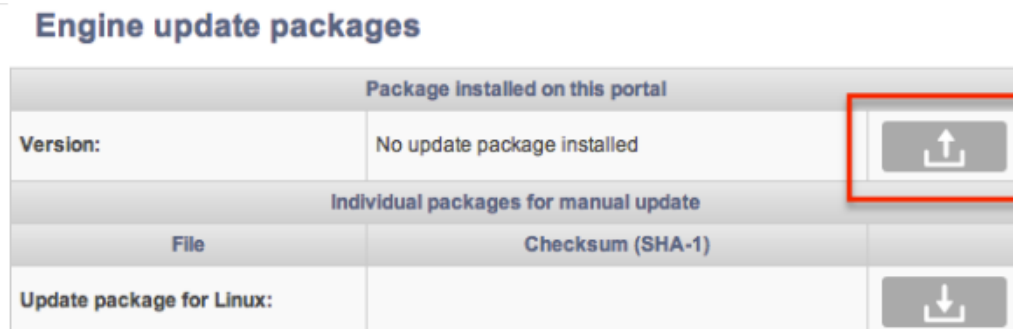 Engine update packages
Package installed on this portal
Version: No update package installed
Individual packages for manual update
File Checksum (SHA-1)
Update package for Linux: